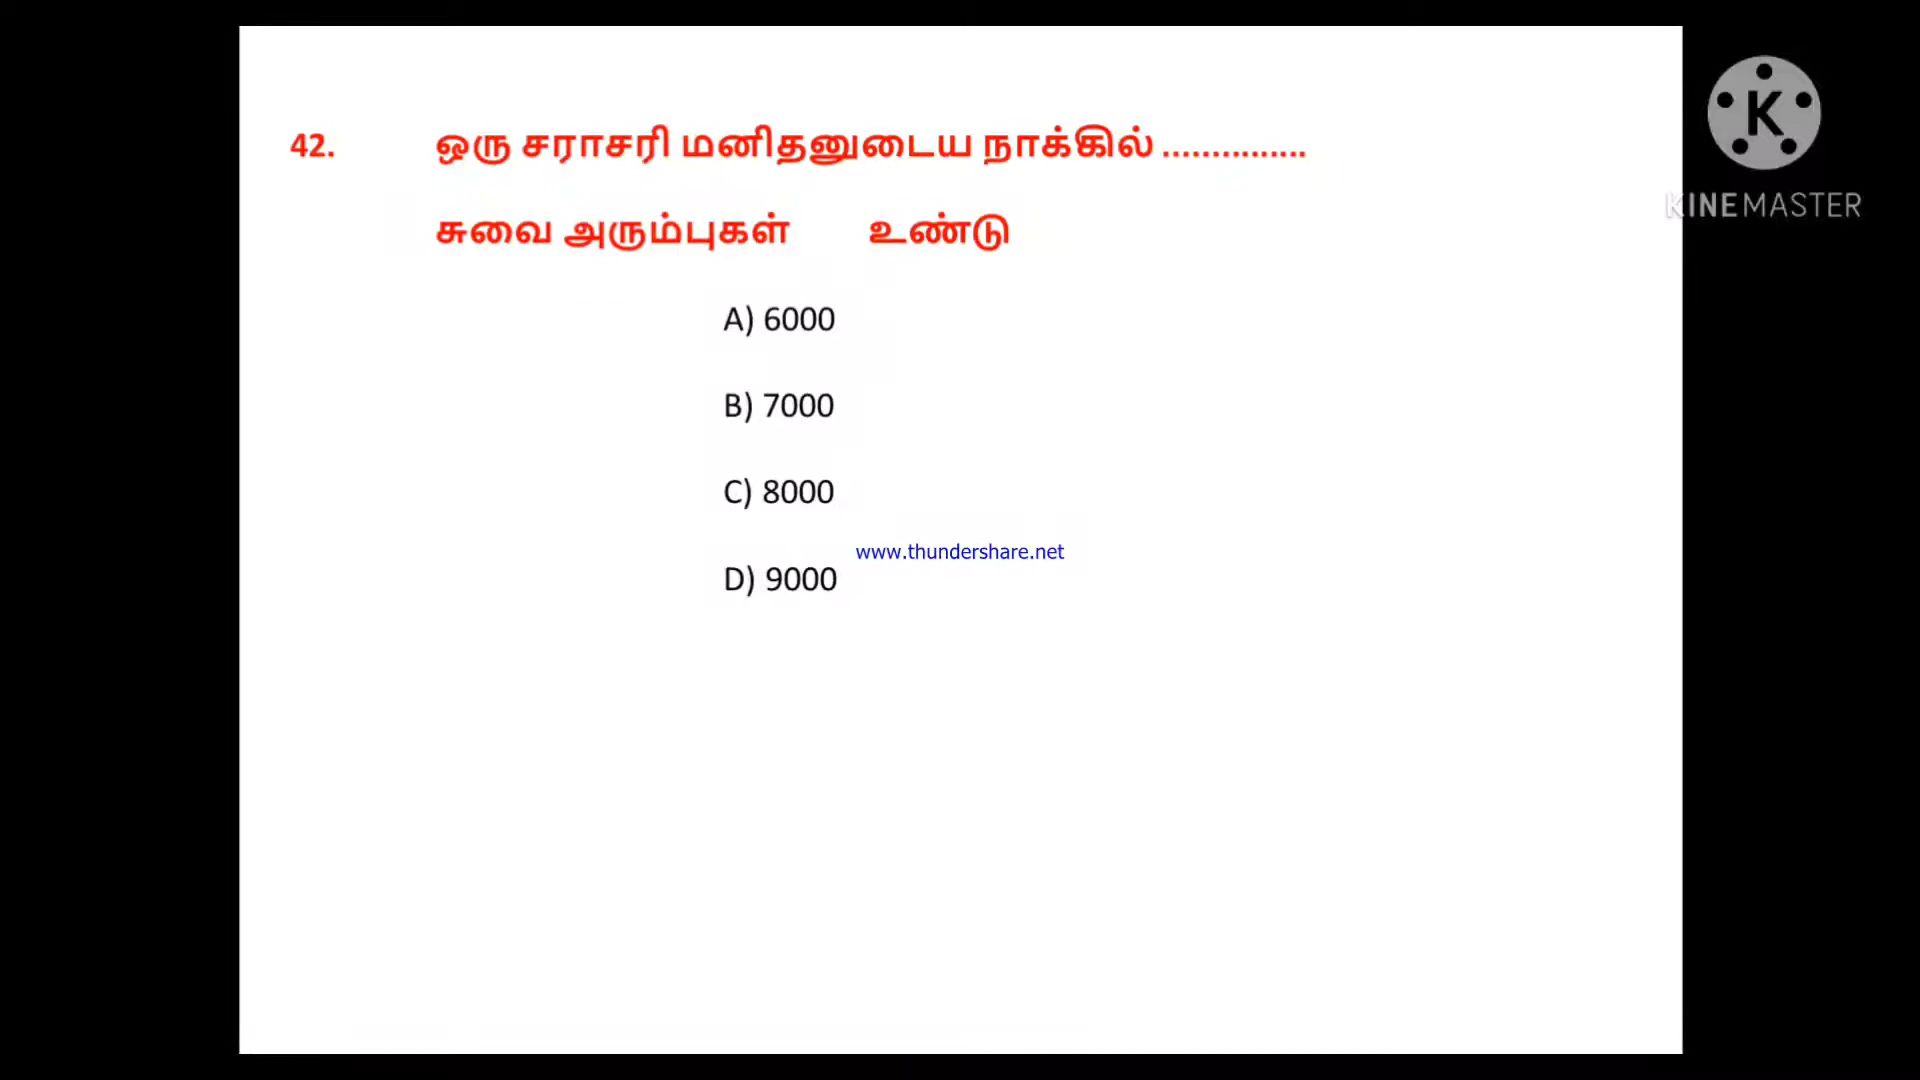 42. ஒரு சராசரி மனிதனுடைய நாக்கில் ...............
சுவை அரும்புகள் உண்டு
A) 6000
B) 7000
C) 8000
www.thundershare.net
D) 9000
K
KINEMASTER